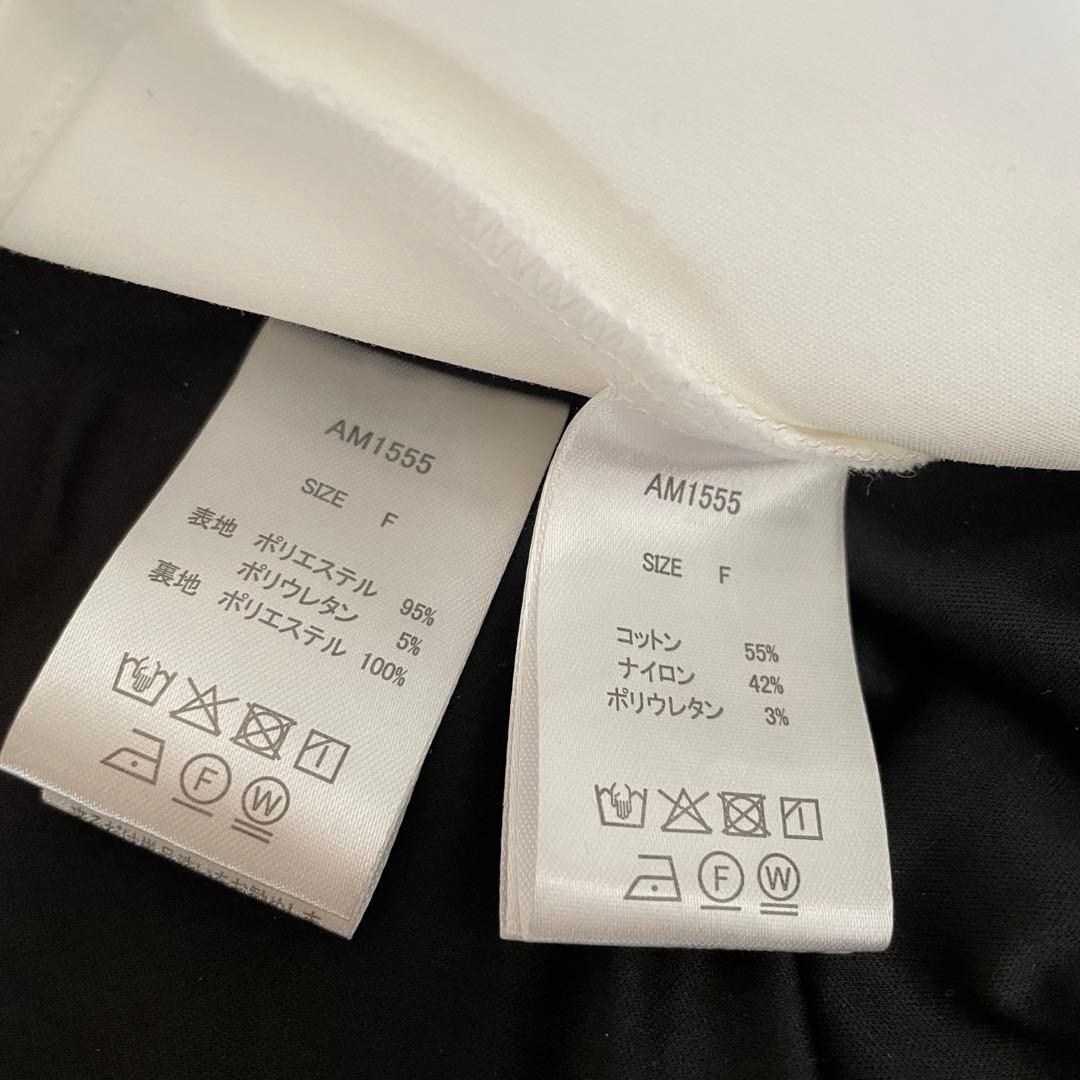 AM1555
SIZE F
表地 ポリエステル 95%
ポリウレタン 5%
裏地 ポリエステル 100%
F
W
AM1555
SIZE F
コットン 55%
ナイロン 42%
ポリウレタン 3%
F
W